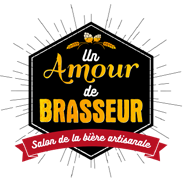 Un
Amour
de
BRASSEUR
Salon de la bière artisanale